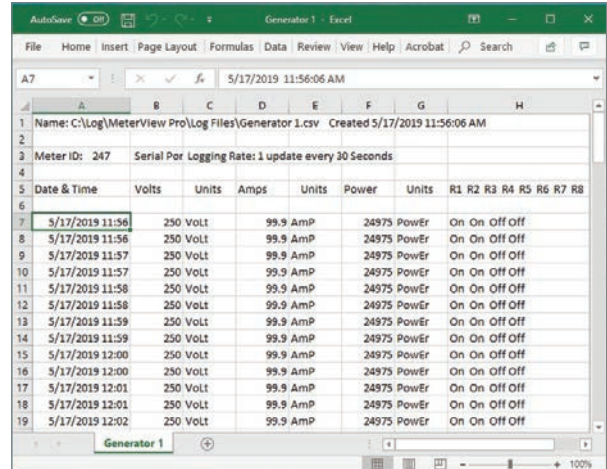 AutoSave Off Generator 1 - Excel
File Home Insert Page Layout Formulas Data Review View Help Acrobat Search
A7 fx 5/17/2019 11:56:06 AM
A B C D E F G H
1 Name: C:\Log\MeterView Pro\Log Files\Generator 1.csv Created 5/17/2019 11:56:06 AM
2
3 Meter ID: 247 Serial Por Logging Rate: 1 update every 30 Seconds
4
5 Date & Time Volts Units Amps Units Power Units R1 R2 R3 R4 R5 R6 R7 R8
6
7 5/17/2019 11:56 250 VoLt 99.9 AmP 24975 PowEr On On Off Off
8 5/17/2019 11:56 250 VoLt 99.9 AmP 24975 PowEr On On Off Off
9 5/17/2019 11:57 250 VoLt 99.9 AmP 24975 PowEr On On Off Off
10 5/17/2019 11:57 250 VoLt 99.9 AmP 24975 PowEr On On Off Off
11 5/17/2019 11:58 250 VoLt 99.9 AmP 24975 PowEr On On Off Off
12 5/17/2019 11:58 250 VoLt 99.9 AmP 24975 PowEr On On Off Off
13 5/17/2019 11:59 250 VoLt 99.9 AmP 24975 PowEr On On Off Off
14 5/17/2019 11:59 250 VoLt 99.9 AmP 24975 PowEr On On Off Off
15 5/17/2019 12:00 250 VoLt 99.9 AmP 24975 PowEr On On Off Off
16 5/17/2019 12:00 250 VoLt 99.9 AmP 24975 PowEr On On Off Off
17 5/17/2019 12:01 250 VoLt 99.9 AmP 24975 PowEr On On Off Off
18 5/17/2019 12:01 250 VoLt 99.9 AmP 24975 PowEr On On Off Off
19 5/17/2019 12:02 250 VoLt 99.9 AmP 24975 PowEr On On Off Off
Generator 1
100%